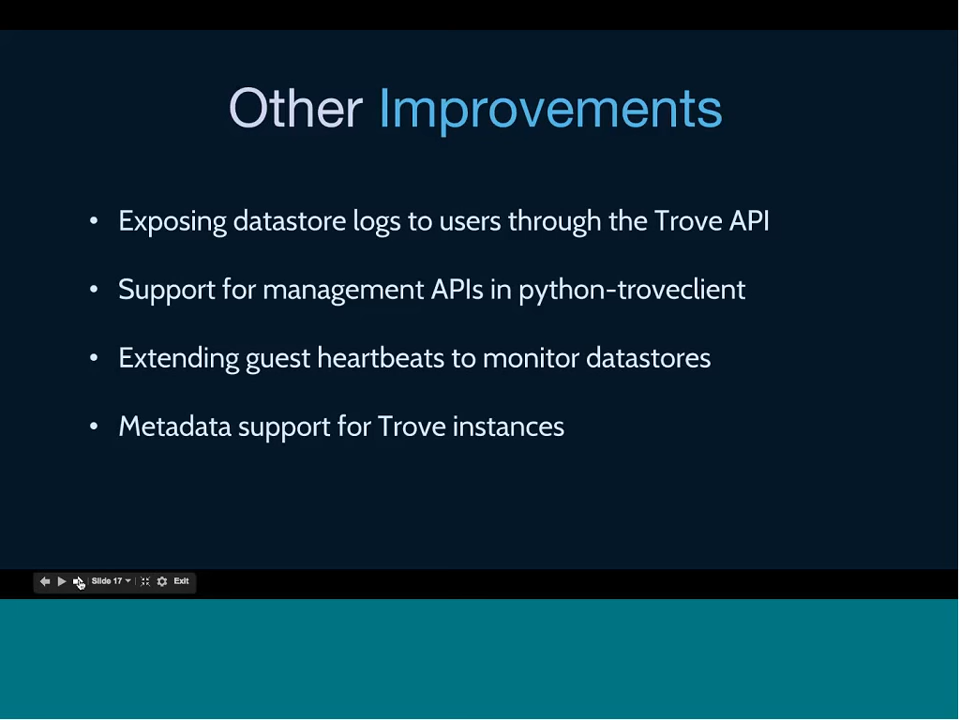 Other Improvements
• Exposing datastore logs to users through the Trove API
• Support for management APIs in python-troveclient
• Extending guest heartbeats to monitor datastores
• Metadata support for Trove instances
Slide 17 Exit